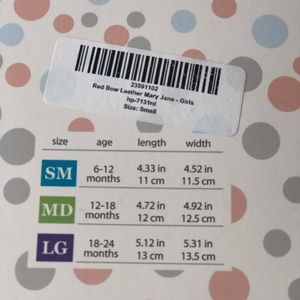 23591102
Red Bow Leather Mary Jane - Girls
hp-7131rd
Size: Small
size age length width
SM 6-12 months 4.33 in 11 cm 4.52 in 11.5 cm
MD 12-18 months 4.72 in 12 cm 4.92 in 12.5 cm
LG 18-24 months 5.12 in 13 cm 5.31 in 13.5 cm